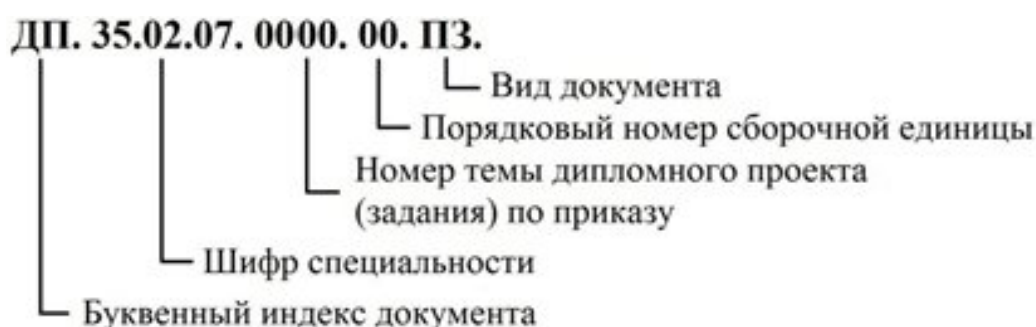 ДП. 35.02.07. 0000. 00. ПЗ.
Вид документа
Порядковый номер сборочной единицы
Номер темы дипломного проекта
(задания) по приказу
Шифр специальности
Буквенный индекс документа